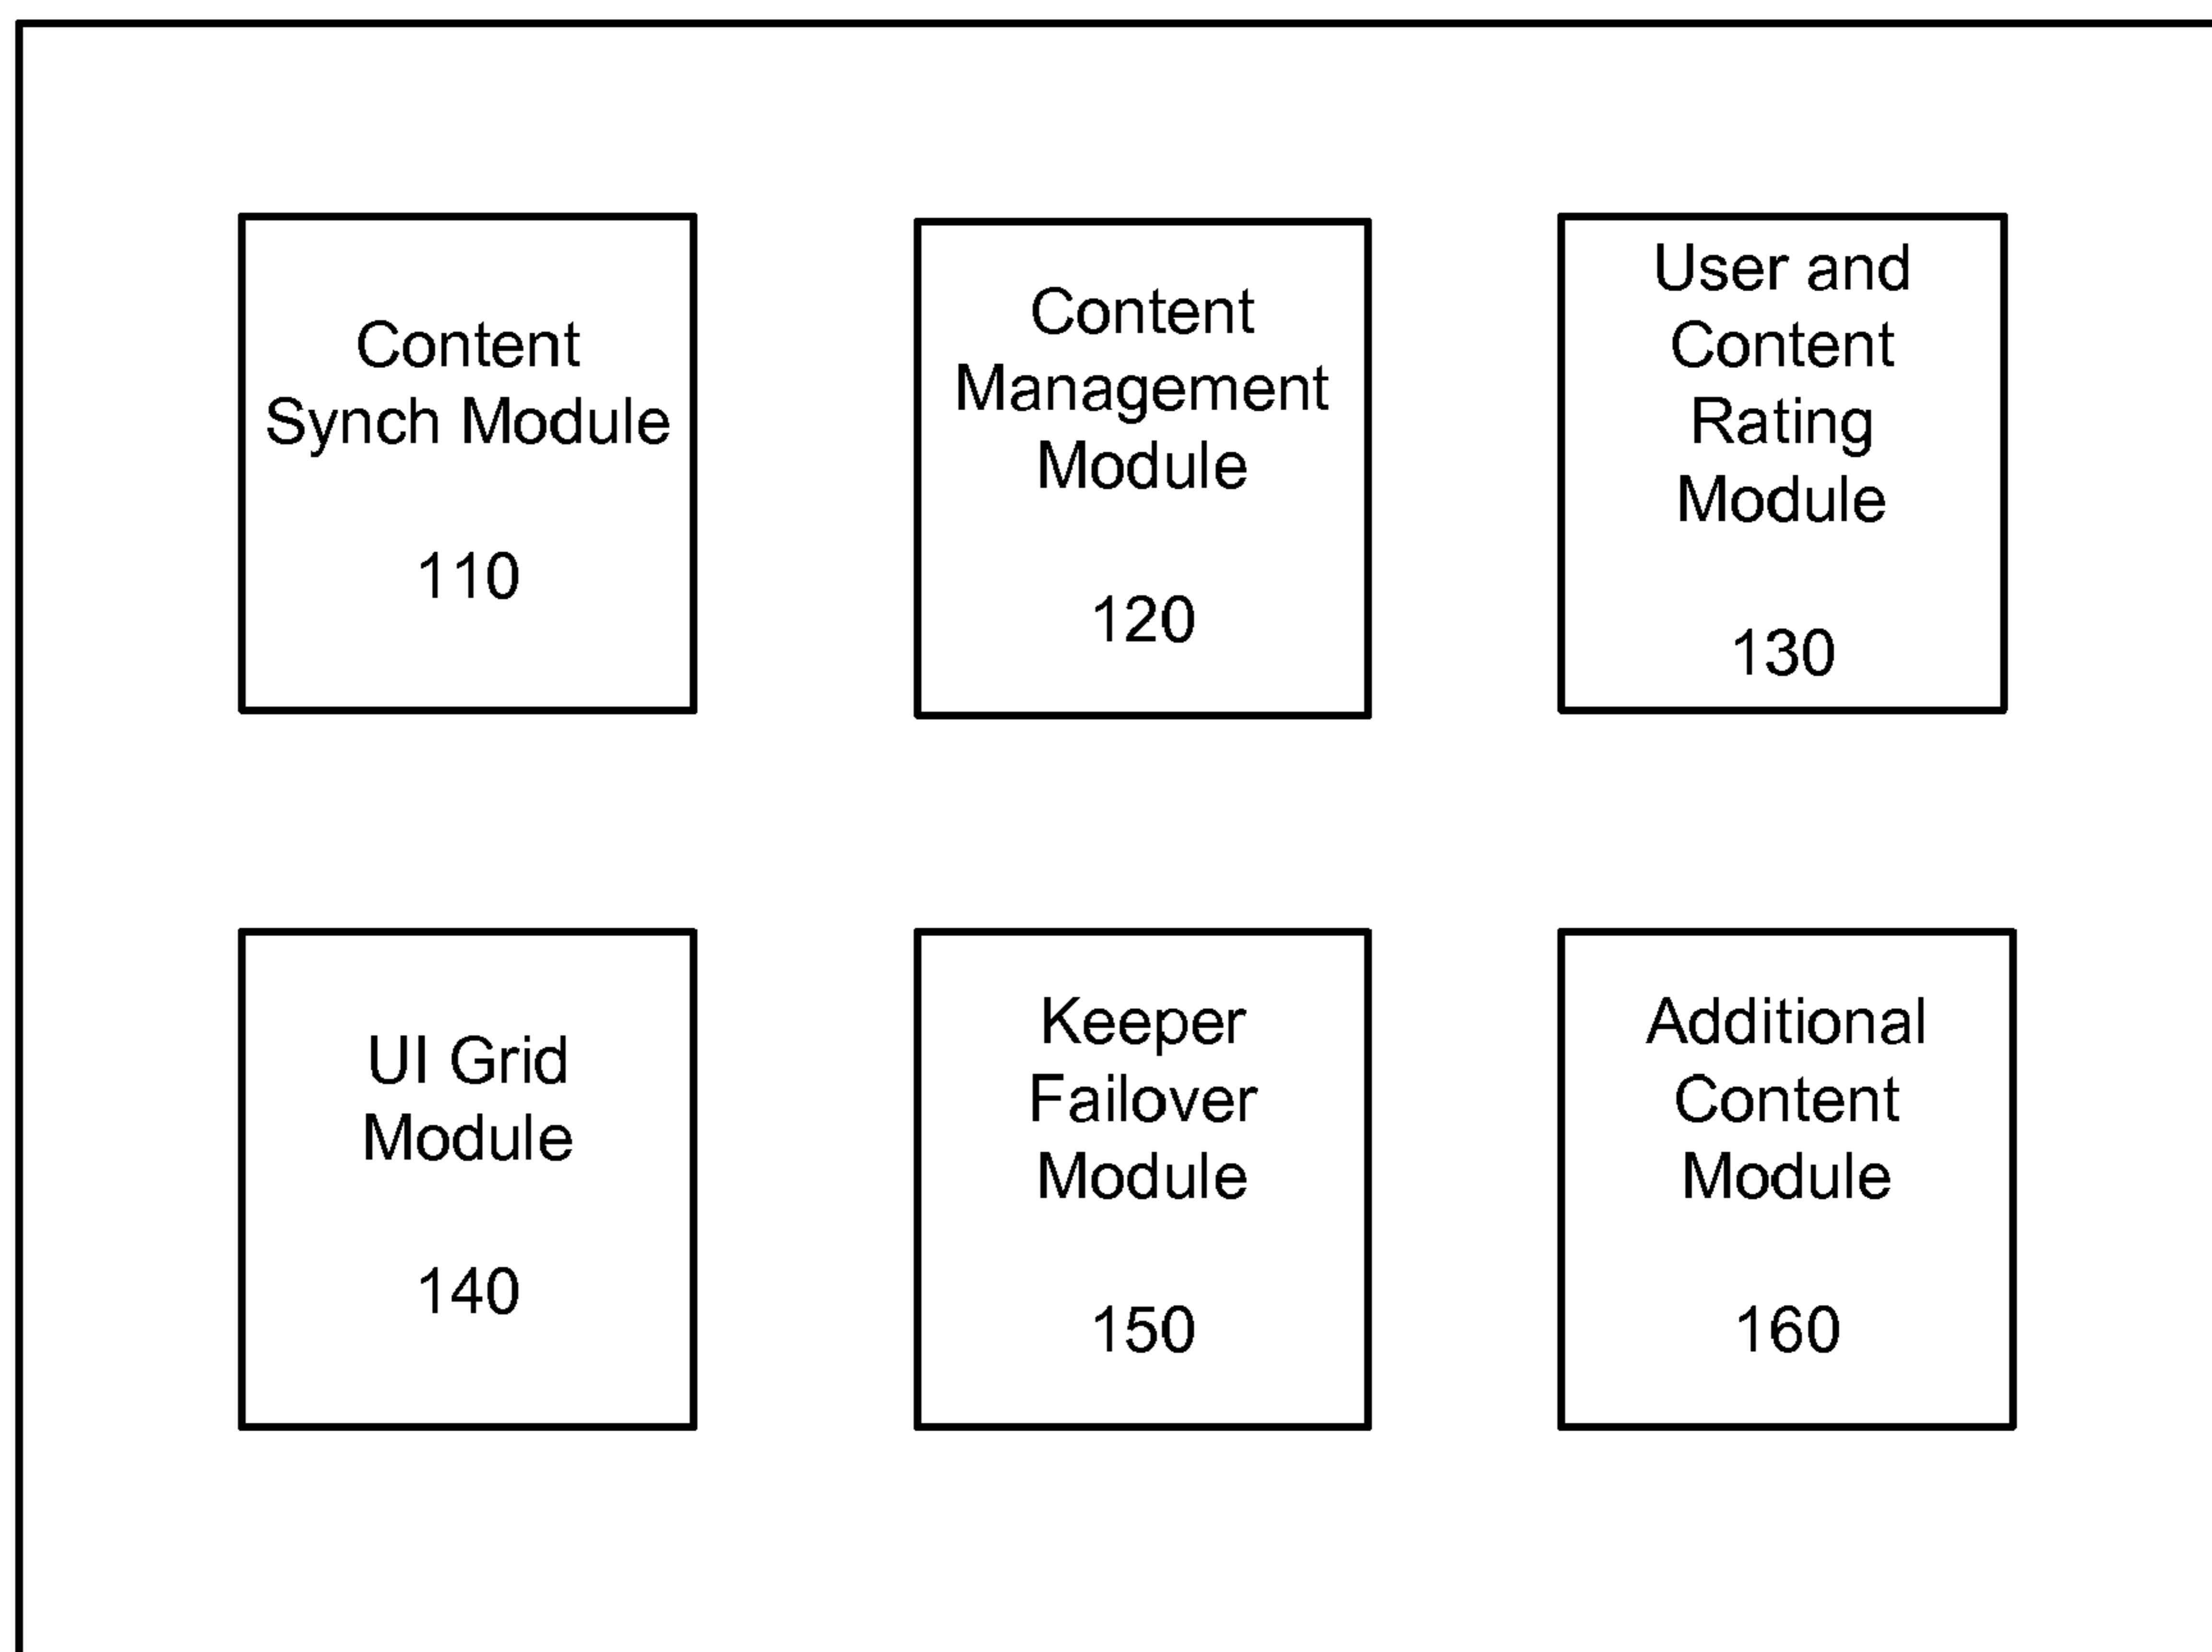 Content
Synch Module
110
Content
Management
Module
120
User and
Content
Rating
Module
130
UI Grid
Module
140
Keeper
Failover
Module
150
Additional
Content
Module
160